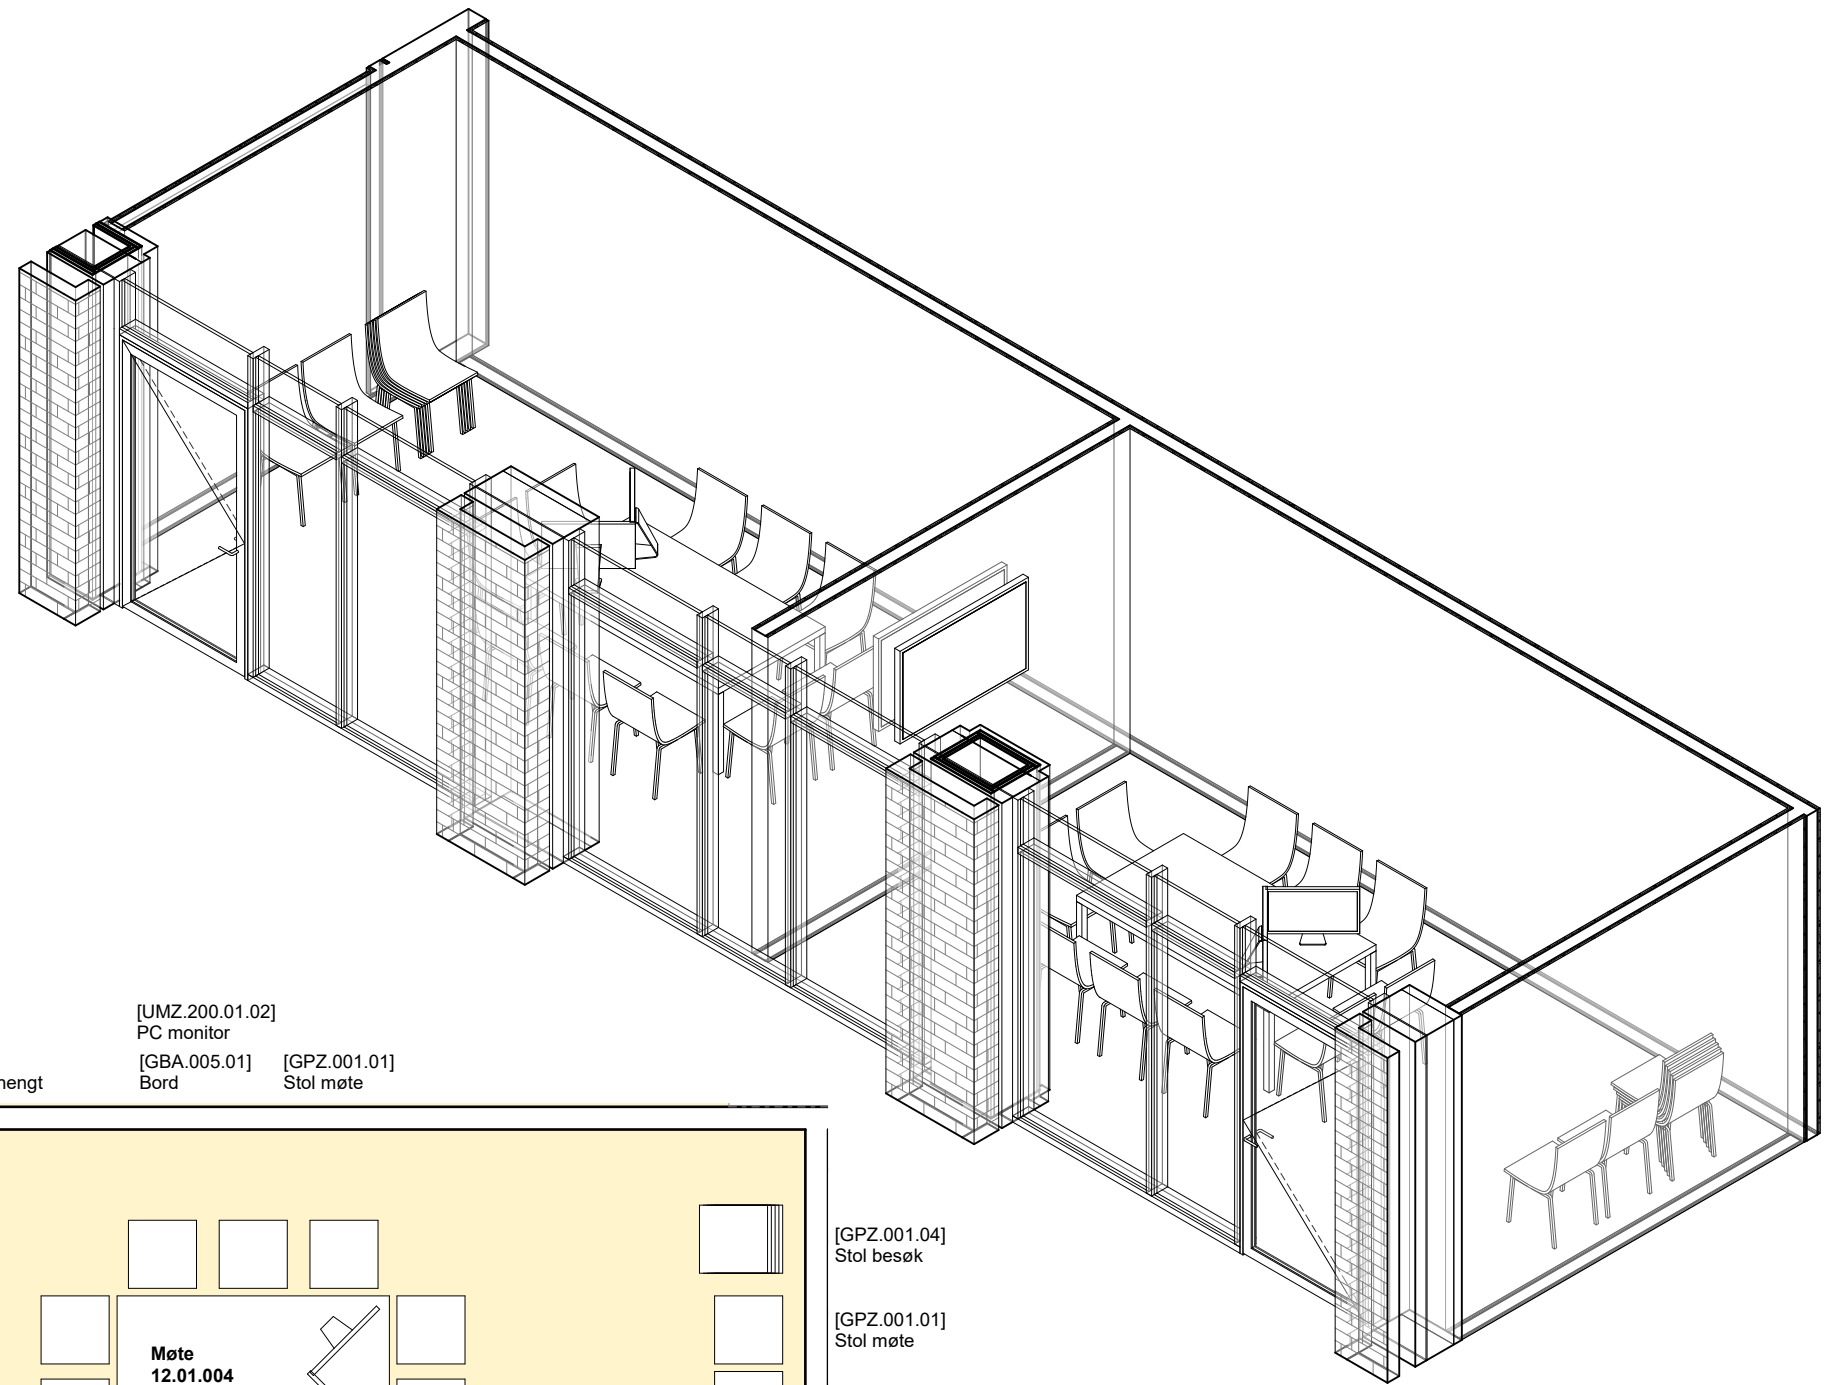 [UMZ.200.01.02]
PC monitor
[GBA.005.01] [GPZ.001.01]
Bord Stol møte
[GPZ.001.04]
Stol besøk
[GPZ.001.01]
Stol møte
Møte
12.01.004